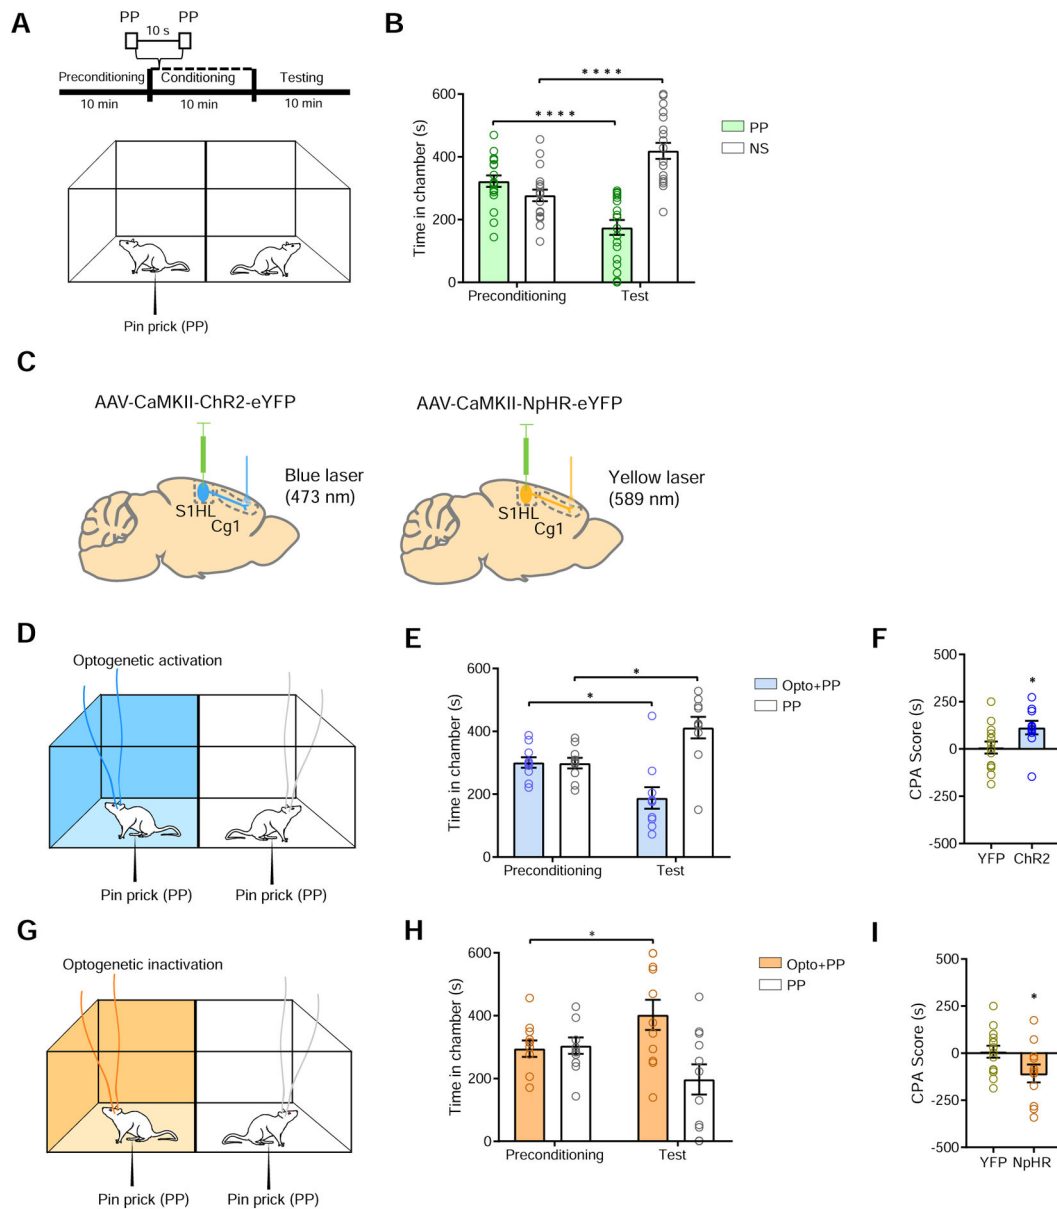 A
PP PP
10 s
Preconditioning Conditioning Testing
10 min 10 min 10 min
Pin prick (PP)
B
Time in chamber (s)
600
400
200
0
* * * *
* * * *
Preconditioning Test
PP
NS
C
AAV-CaMKII-ChR2-eYFP
Blue laser
(473 nm)
S1HL
Cg1
AAV-CaMKII-NpHR-eYFP
Yellow laser
(589 nm)
S1HL
Cg1
D
Optogenetic activation
Pin prick (PP) Pin prick (PP)
E
Time in chamber (s)
600
400
200
0
*
*
Preconditioning Test
Opto+PP
PP
F
CPA Score (s)
500
250
0
-250
-500
*
YFP ChR2
G
Optogenetic inactivation
Pin prick (PP) Pin prick (PP)
H
Time in chamber (s)
600
400
200
0
*
Preconditioning Test
Opto+PP
PP
I
CPA Score (s)
500
250
0
-250
-500
*
YFP NpHR